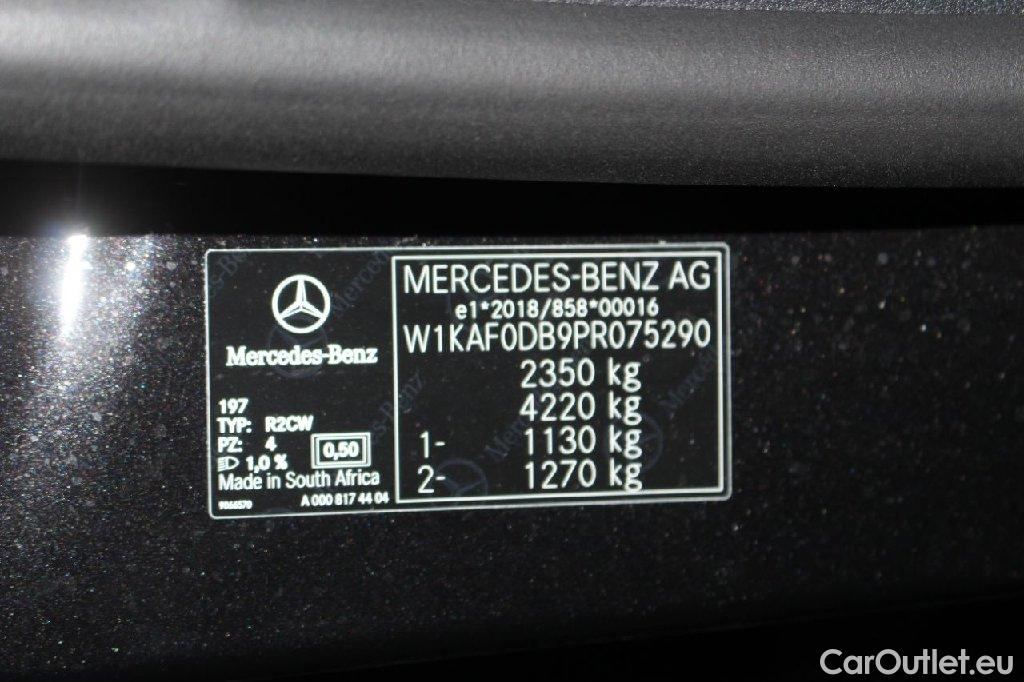 Mercedes-Benz
197
TYP: R2CW
PZ: 4
1,0 %
0,50
Made in South Africa
9066570
A 000 817 44 04
MERCEDES-BENZ AG
e1*2018/858*00016
W1KAF0DB9PR075290
2350 kg
4220 kg
1- 1130 kg
2- 1270 kg
CarOutlet.eu